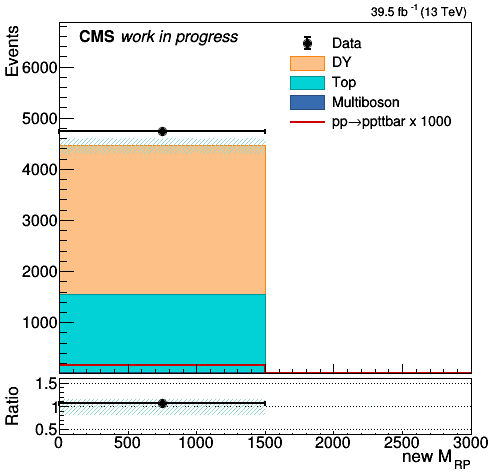 39.5 fb⁻¹ (13 TeV)
CMS work in progress
Events
6000
5000
4000
3000
2000
1000
Data
DY
Top
Multiboson
pp→ppttbar x 1000
Ratio
1.5
1
0.5
0 500 1000 1500 2000 2500 3000
new M_RP